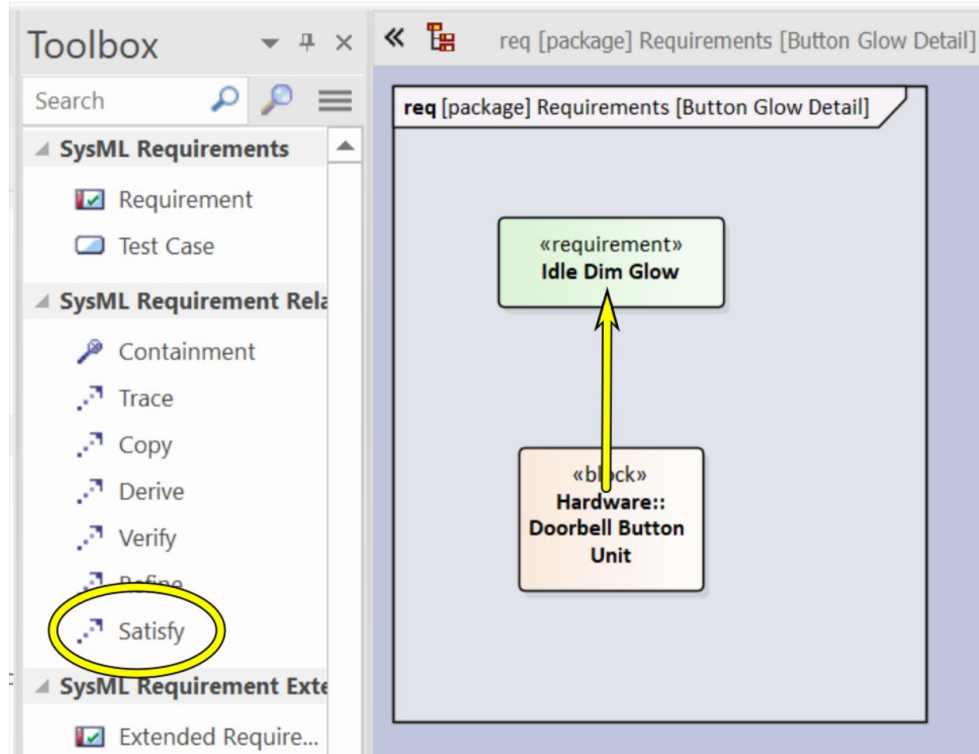 Toolbox
Search
SysML Requirements
Requirement
Test Case
SysML Requirement Rela
Containment
Trace
Copy
Derive
Verify
Refine
Satisfy
SysML Requirement Exte
Extended Require...
req [package] Requirements [Button Glow Detail]
req [package] Requirements [Button Glow Detail]
«requirement»
Idle Dim Glow
«block»
Hardware::
Doorbell Button
Unit